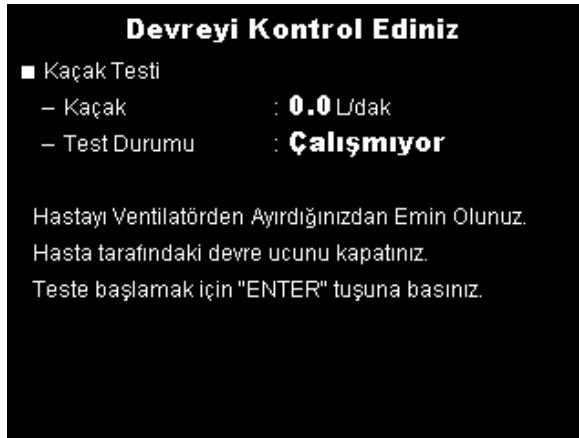 Devreyi Kontrol Ediniz
■ Kaçak Testi
– Kaçak : 0.0 L/dak
– Test Durumu : Çalışmıyor
Hastayı Ventilatörden Ayırdığınızdan Emin Olunuz.
Hasta tarafındaki devre ucunu kapatınız.
Teste başlamak için "ENTER" tuşuna basınız.